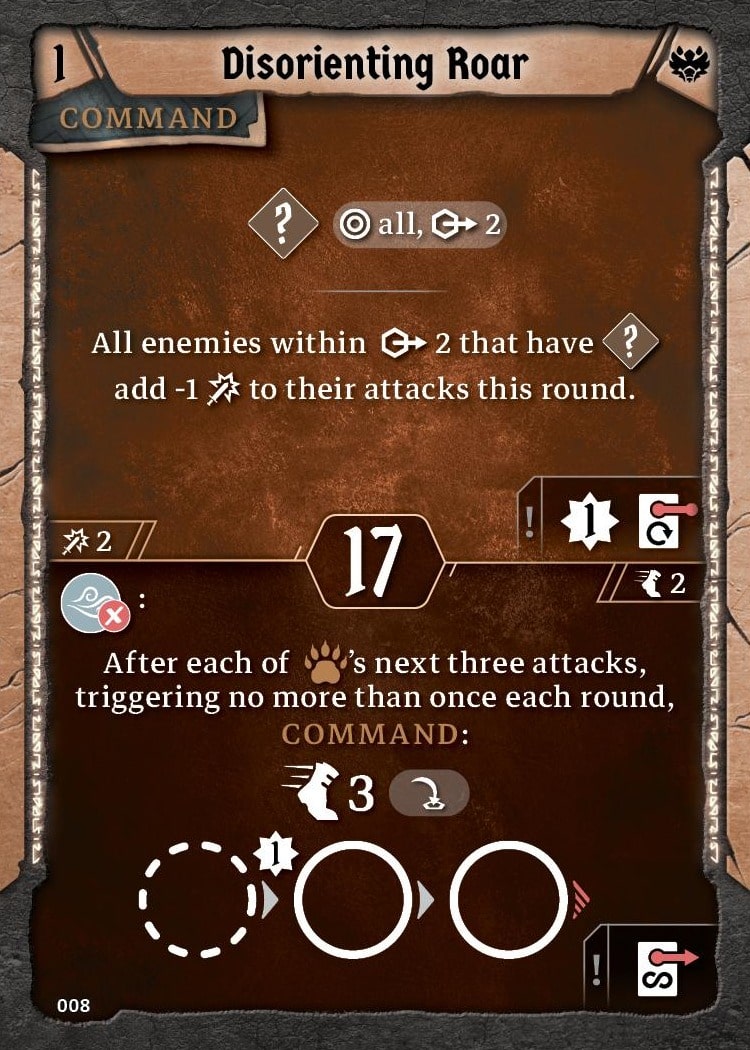 1
Disorienting Roar
COMMAND
? all, 2
All enemies within 2 that have ?
add -1 to their attacks this round.
! 1
2
17
2
:
After each of 's next three attacks,
triggering no more than once each round,
COMMAND:
3
1
!
008